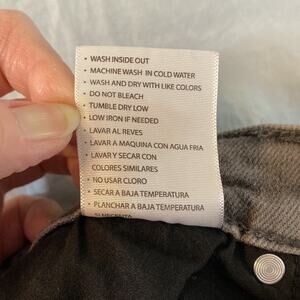 • WASH INSIDE OUT
• MACHINE WASH IN COLD WATER
• WASH AND DRY WITH LIKE COLORS
• DO NOT BLEACH
• TUMBLE DRY LOW
• LOW IRON IF NEEDED
• LAVAR AL REVES
• LAVAR A MAQUINA CON AGUA FRIA
• LAVAR Y SECAR CON
COLORES SIMILARES
• NO USAR CLORO
• SECAR A BAJA TEMPERATURA
• PLANCHAR A BAJA TEMPERATURA